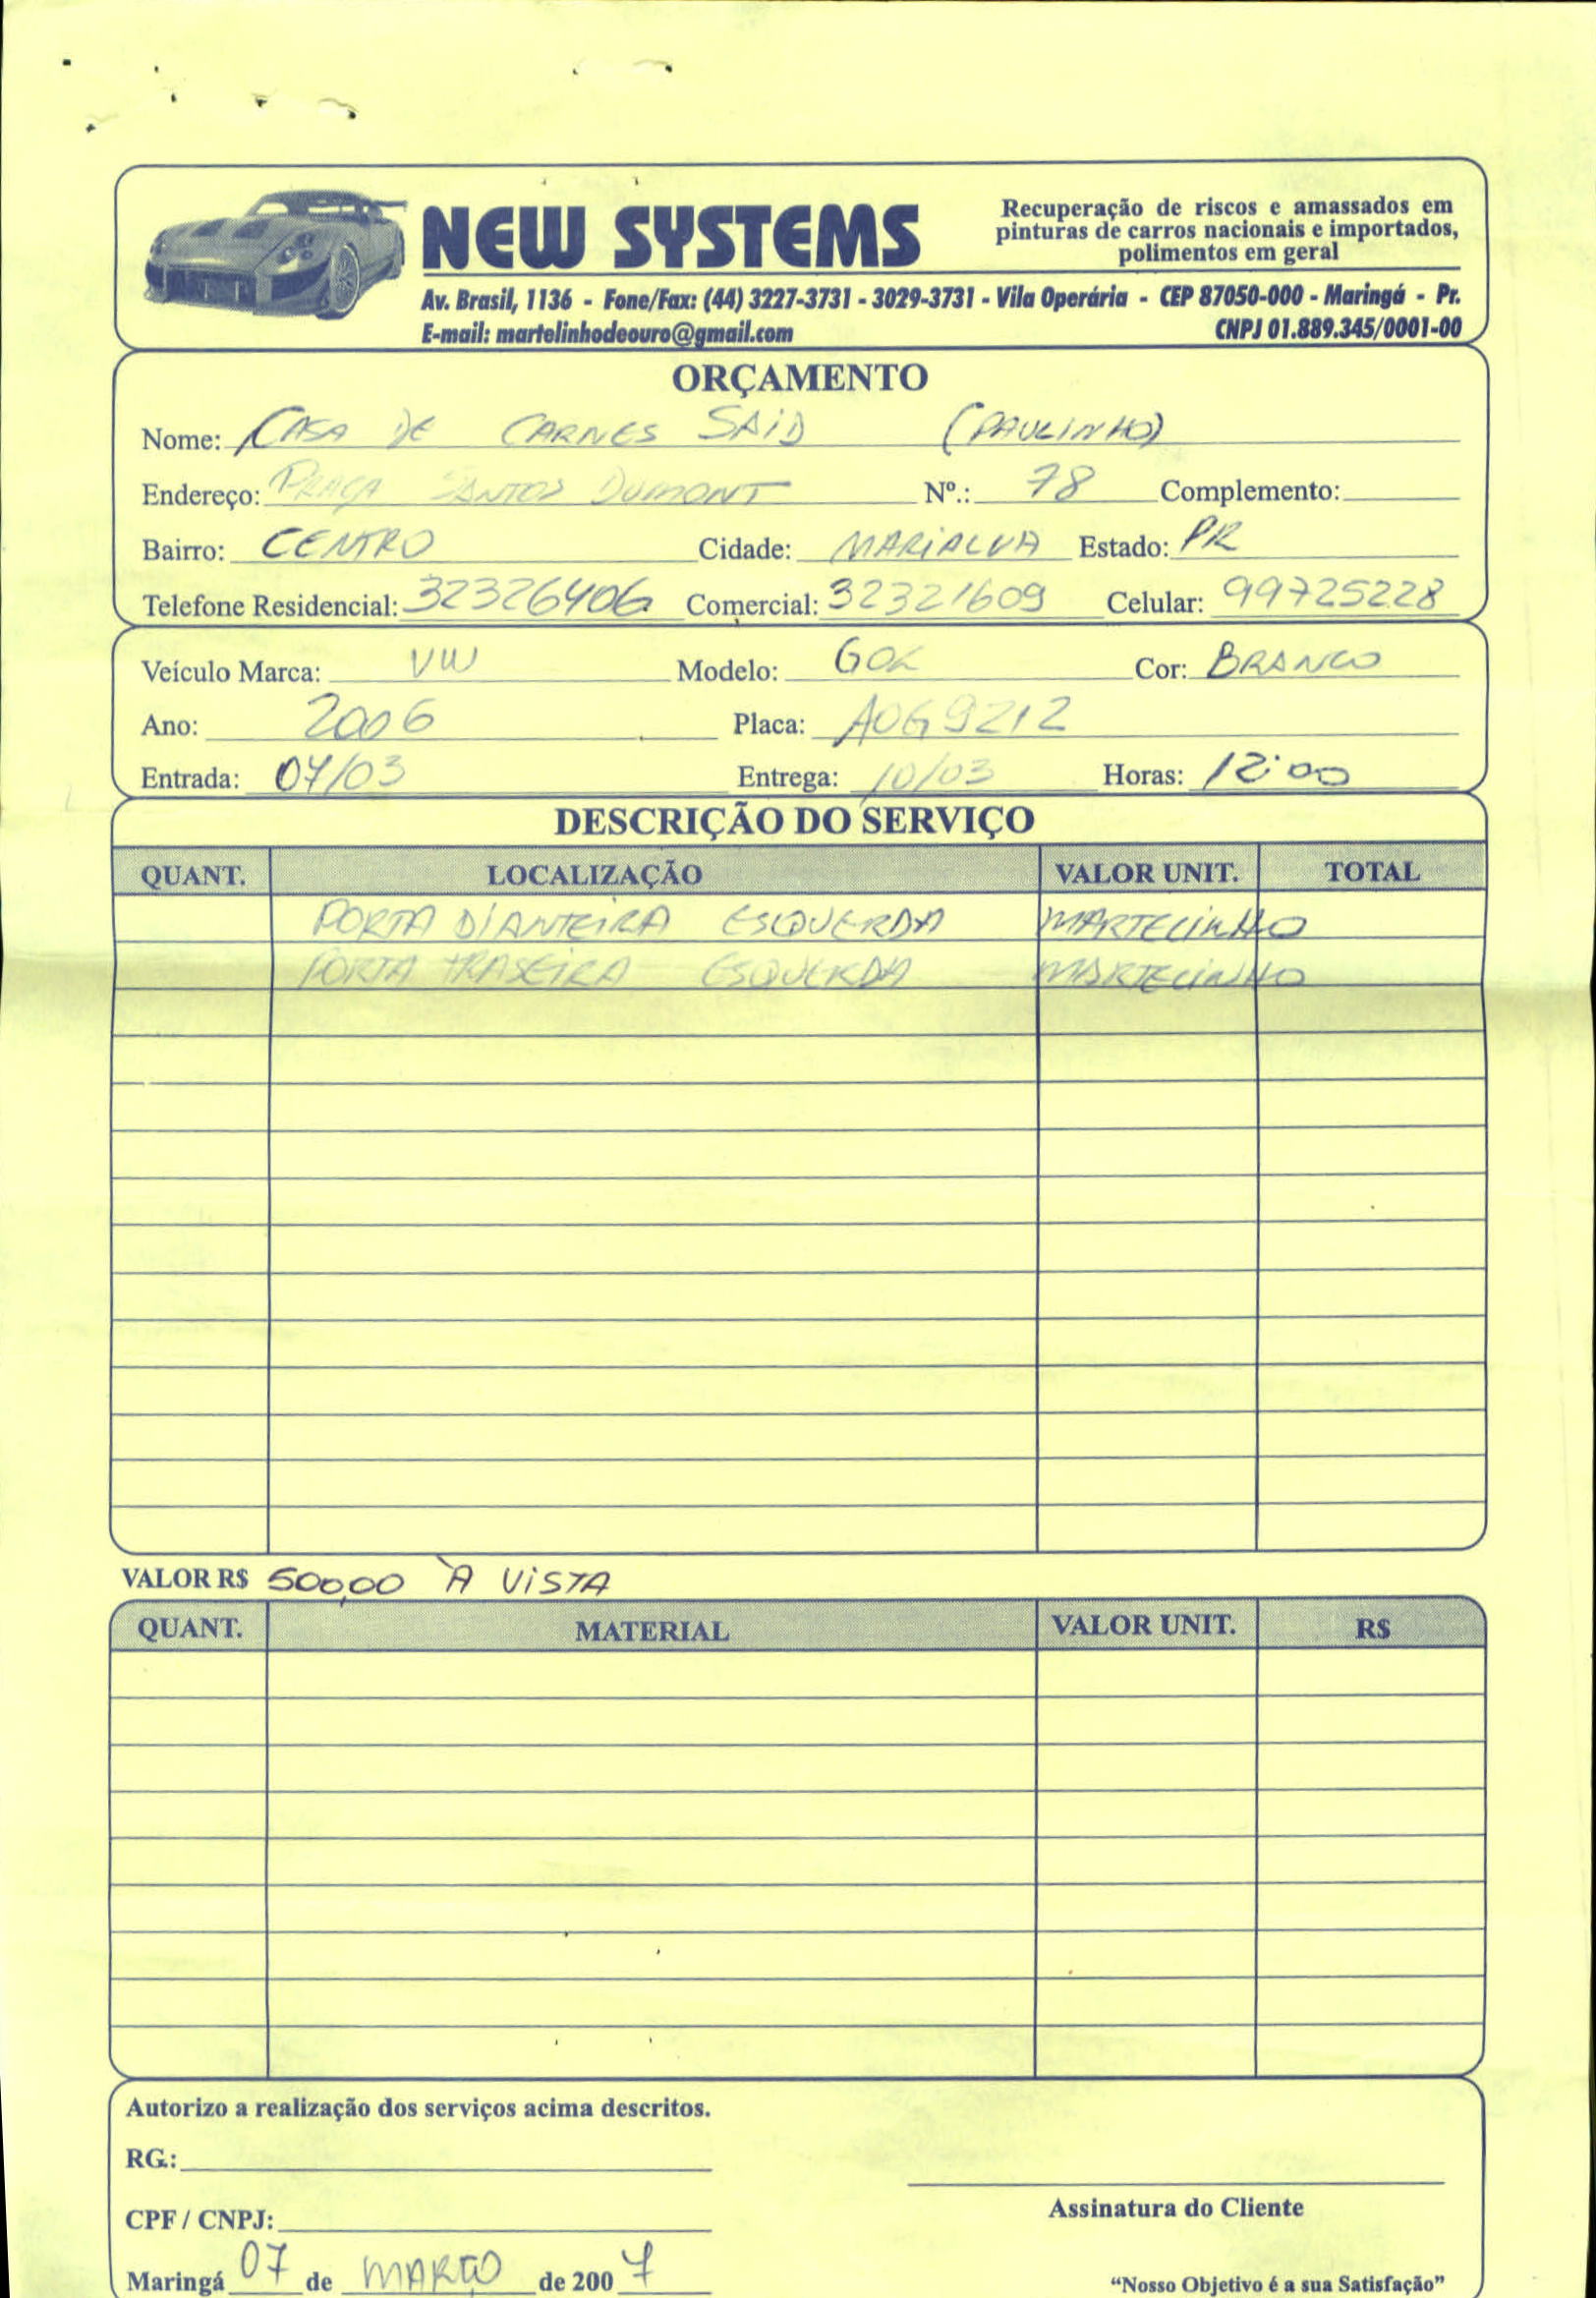 NEW SYSTEMS
Recuperação de riscos e amassados em
pinturas de carros nacionais e importados,
polimentos em geral
Av. Brasil, 1136 - Fone/Fax: (44) 3227-3731 - 3029-3731 - Vila Operária - CEP 87050-000 - Maringá - Pr.
E-mail: martelinhodeouro@gmail.com CNPJ 01.889.345/0001-00
ORÇAMENTO
Nome: CASA DE CARNES SAID (PAULINHO)
Endereço: PRAÇA SANTOS DUMONT Nº.: 78 Complemento:
Bairro: CENTRO Cidade: MARIALVA Estado: PR
Telefone Residencial: 32326406 Comercial: 32321609 Celular: 99725228
Veículo Marca: VW Modelo: GOL Cor: BRANCO
Ano: 2006 Placa: AOG9212
Entrada: 07/03 Entrega: 10/03 Horas: 12:00
DESCRIÇÃO DO SERVIÇO
QUANT. LOCALIZAÇÃO VALOR UNIT. TOTAL
PORTA DIANTEIRA ESQUERDA MARTELINHO
PORTA TRASEIRA ESQUERDA MARTELINHO
VALOR R$ 500,00 À VISTA
QUANT. MATERIAL VALOR UNIT. R$
Autorizo a realização dos serviços acima descritos.
RG.:
CPF / CNPJ:
Assinatura do Cliente
Maringá 07 de MARÇO de 2007
“Nosso Objetivo é a sua Satisfação”